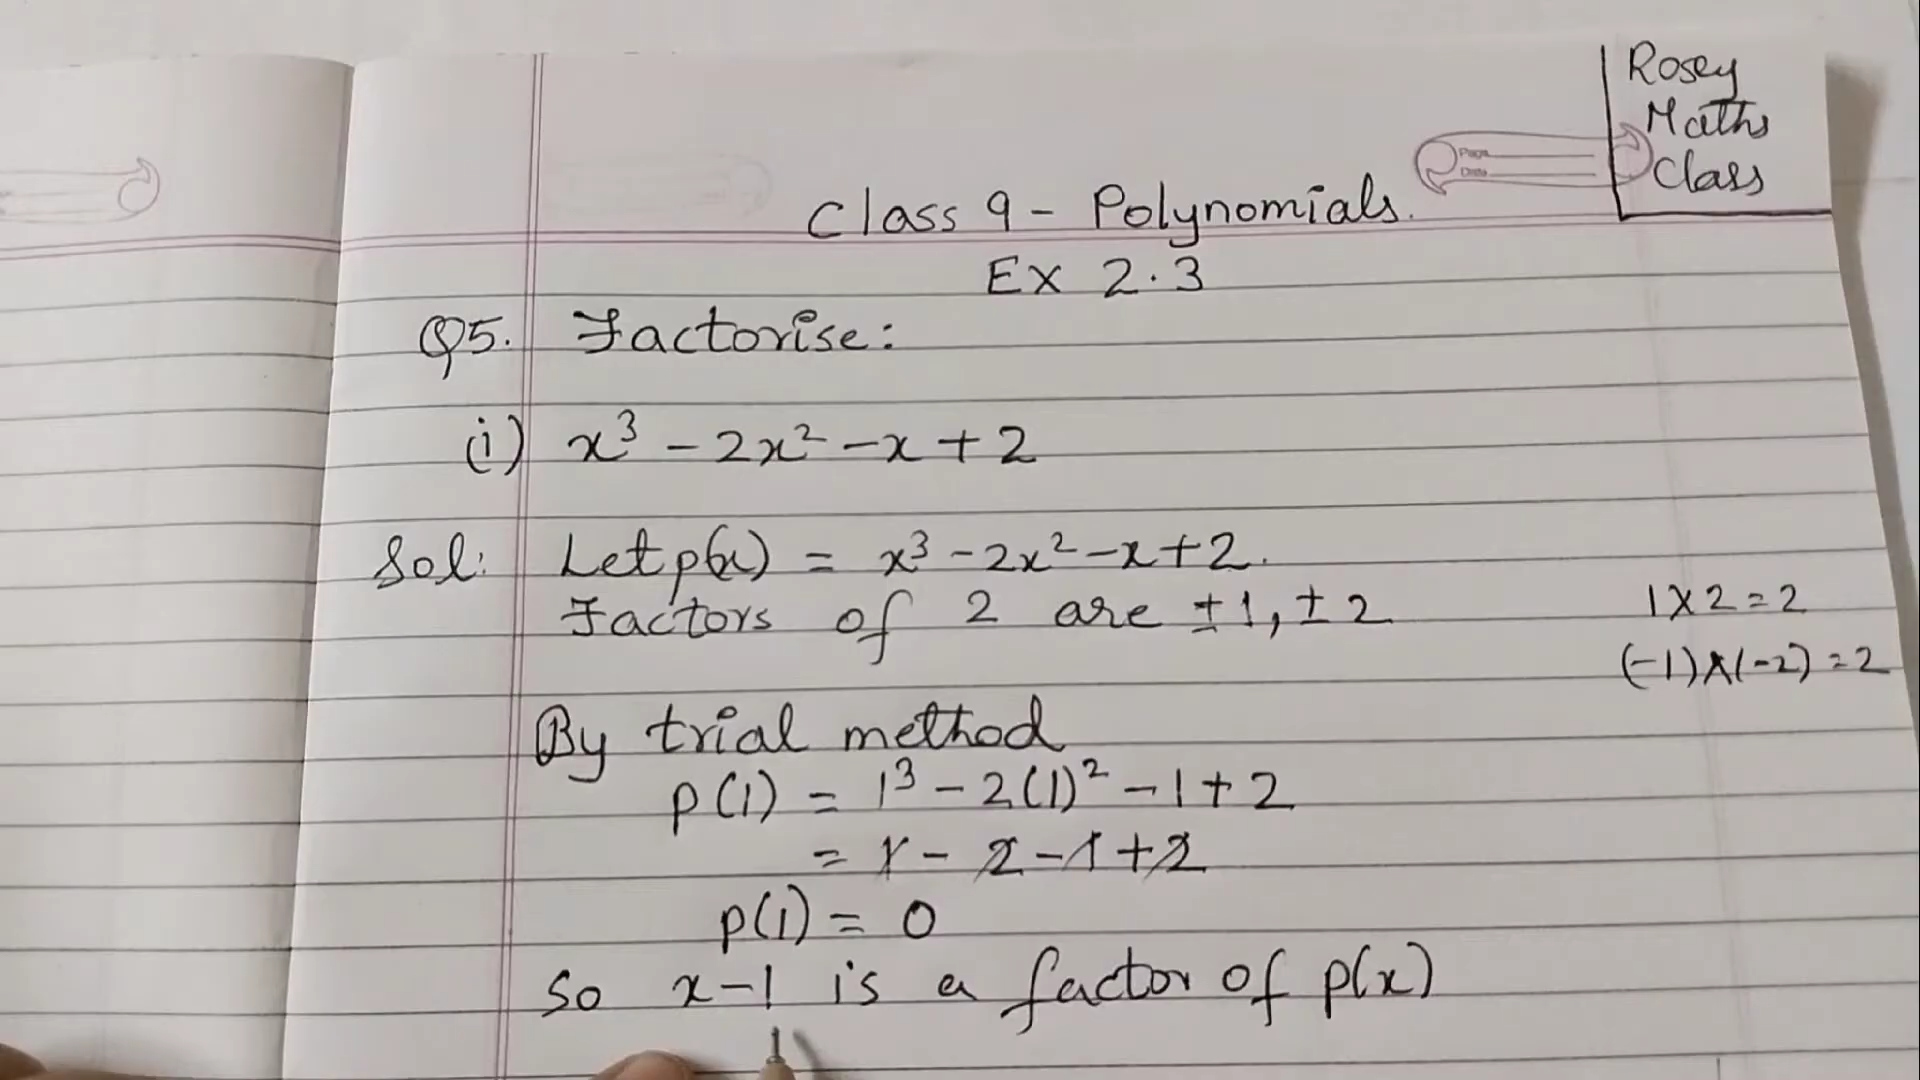 Rosey
Maths
Class
Page
Date
Class 9 - Polynomials.
Ex 2.3
Q5. Factorise:
(i) x³ - 2x² - x + 2
Sol: Let p(x) = x³ - 2x² - x + 2.
Factors of 2 are ±1, ±2
1 X 2 = 2
(-1) X (-2) = 2
By trial method
p(1) = 1³ - 2(1)² - 1 + 2
= 1 - 2 - 1 + 2
p(1) = 0
So x - 1 is a factor of p(x)